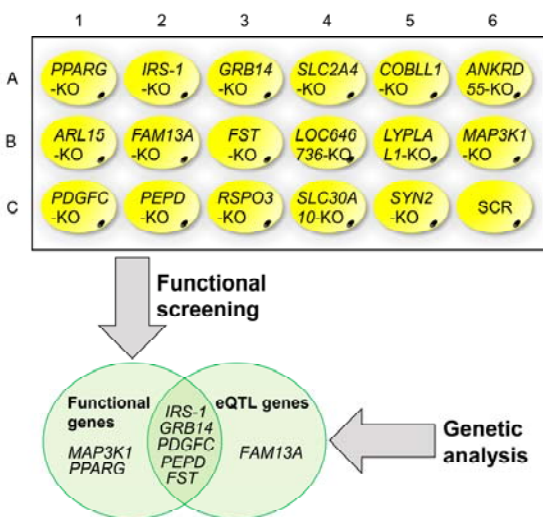 1 2 3 4 5 6
A
PPARG IRS-1 GRB14 SLC2A4 COBLL1 ANKRD
-KO -KO -KO -KO -KO 55-KO
B
ARL15 FAM13A FST LOC646 LYPLA MAP3K1
-KO -KO -KO 736-KO L1-KO -KO
C
PDGFC PEPD RSPO3 SLC30A SYN2 SCR
-KO -KO -KO 10-KO -KO
Functional
screening
Functional
genes
MAP3K1
PPARG
IRS-1
GRB14
PDGFC
PEPD
FST
eQTL genes
FAM13A
Genetic
analysis